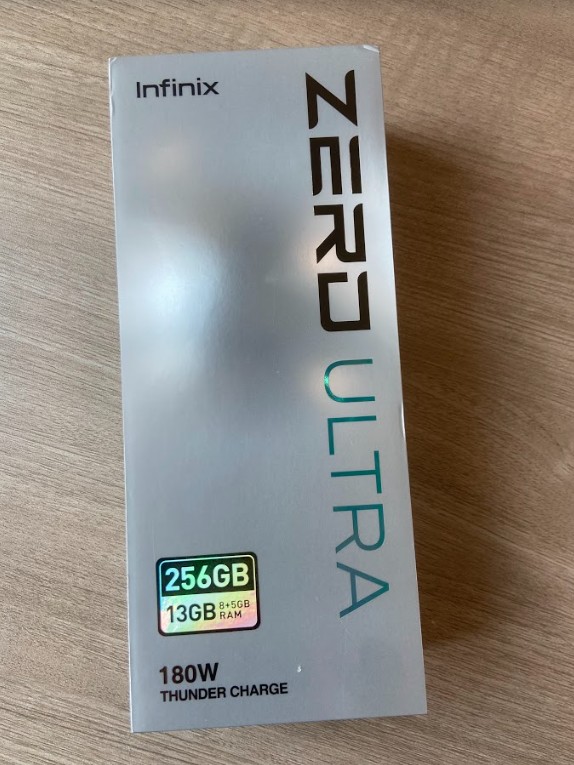 Infinix
ZERO ULTRA
256GB
13GB 8+5GB RAM
180W
THUNDER CHARGE